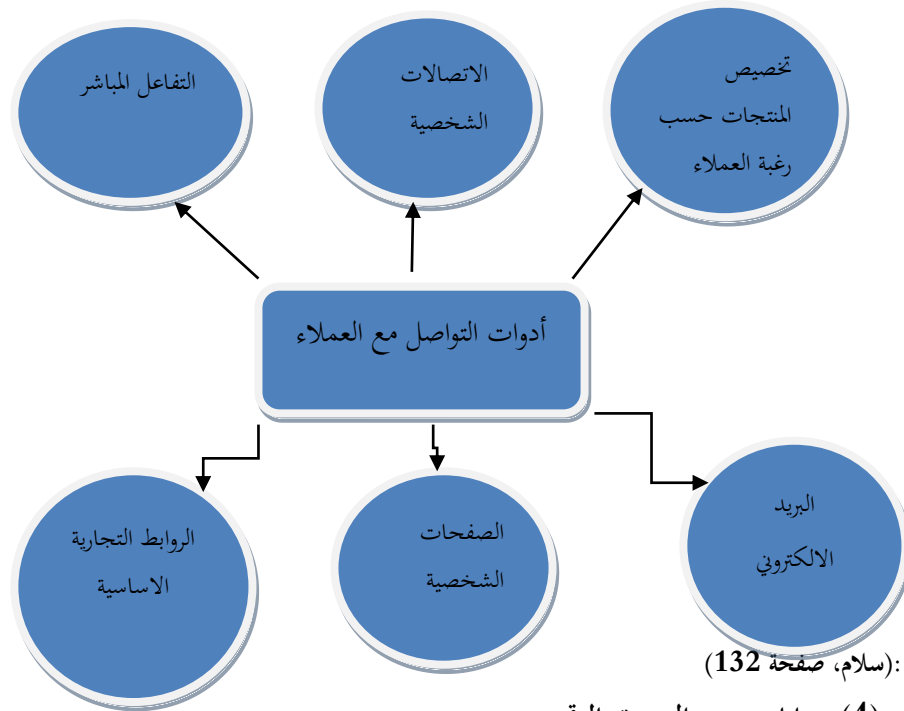 تخصيص
المنتجات حسب
رغبة العملاء
الاتصالات
الشخصية
التفاعل المباشر
أدوات التواصل مع العملاء
البريد
الالكتروني
الصفحات
الشخصية
الروابط التجارية
الاساسية
:(سلام، صفحة 132)
(4)